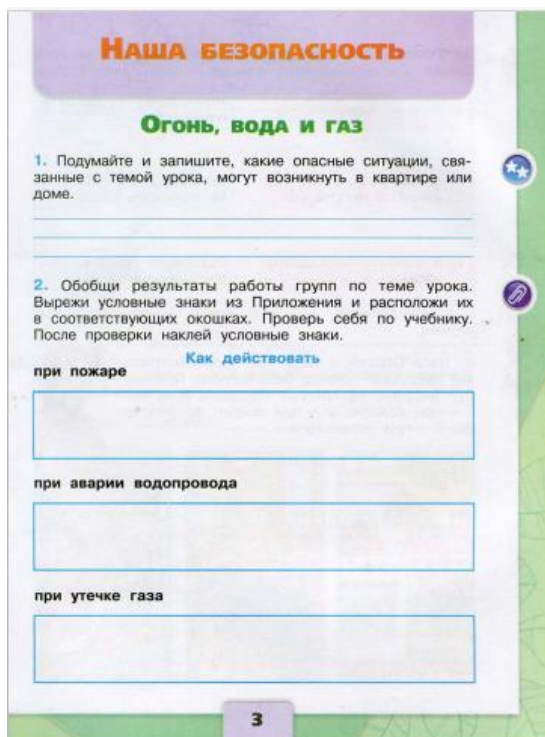 НАША БЕЗОПАСНОСТЬ
ОГОНЬ, ВОДА И ГАЗ
1. Подумайте и запишите, какие опасные ситуации, свя-
занные с темой урока, могут возникнуть в квартире или
доме.
2. Обобщи результаты работы групп по теме урока.
Вырежи условные знаки из Приложения и расположи их
в соответствующих окошках. Проверь себя по учебнику.
После проверки наклей условные знаки.
Как действовать
при пожаре
при аварии водопровода
при утечке газа
3